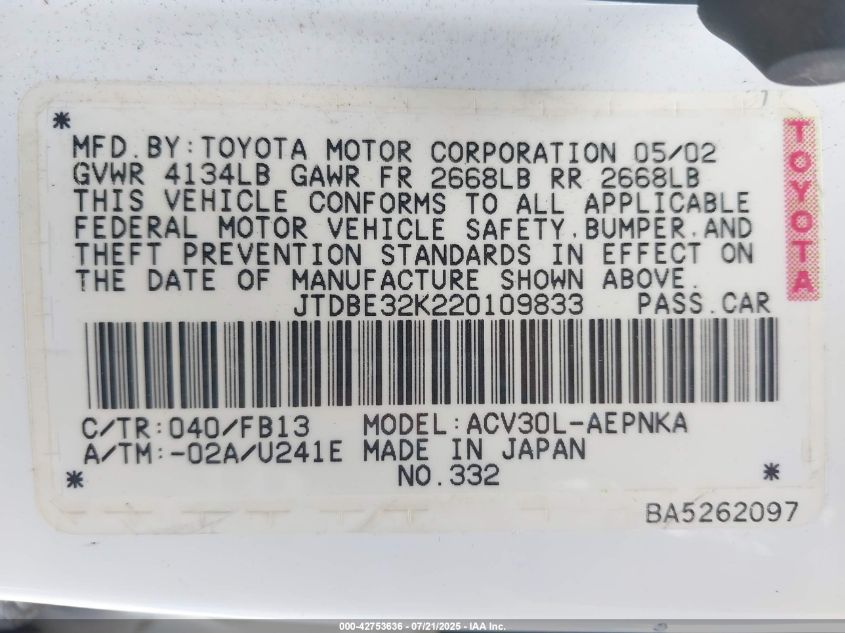 MFD.BY:TOYOTA MOTOR CORPORATION 05/02
GVWR 4134LB GAWR FR 2668LB RR 2668LB
THIS VEHICLE CONFORMS TO ALL APPLICABLE
FEDERAL MOTOR VEHICLE SAFETY,BUMPER,AND
THEFT PREVENTION STANDARDS IN EFFECT ON
THE DATE OF MANUFACTURE SHOWN ABOVE.
JTDBE32K220109833 PASS.CAR
TOYOTA
C/TR:040/FB13 MODEL:ACV30L-AEPNKA
A/TM:-02A/U241E MADE IN JAPAN
NO.332
BA5262097
000-42753636 - 07/21/2025 - IAA Inc.